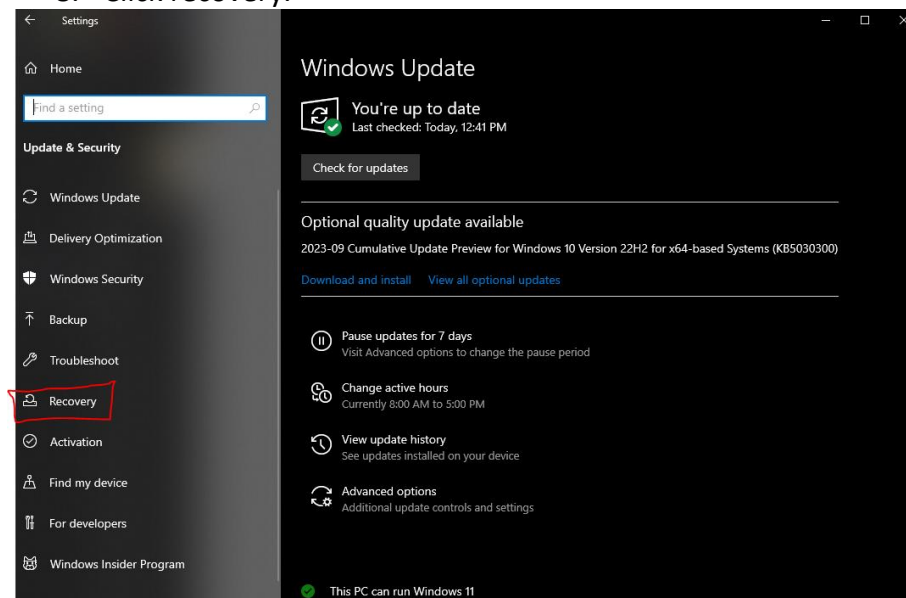 Click recovery.
Settings
Home
Find a setting
Update & Security
Windows Update
Delivery Optimization
Windows Security
Backup
Troubleshoot
Recovery
Activation
Find my device
For developers
Windows Insider Program
Windows Update
You're up to date
Last checked: Today, 12:41 PM
Check for updates
Optional quality update available
2023-09 Cumulative Update Preview for Windows 10 Version 22H2 for x64-based Systems (KB5030300)
Download and install View all optional updates
Pause updates for 7 days
Visit Advanced options to change the pause period
Change active hours
Currently 8:00 AM to 5:00 PM
View update history
See updates installed on your device
Advanced options
Additional update controls and settings
This PC can run Windows 11